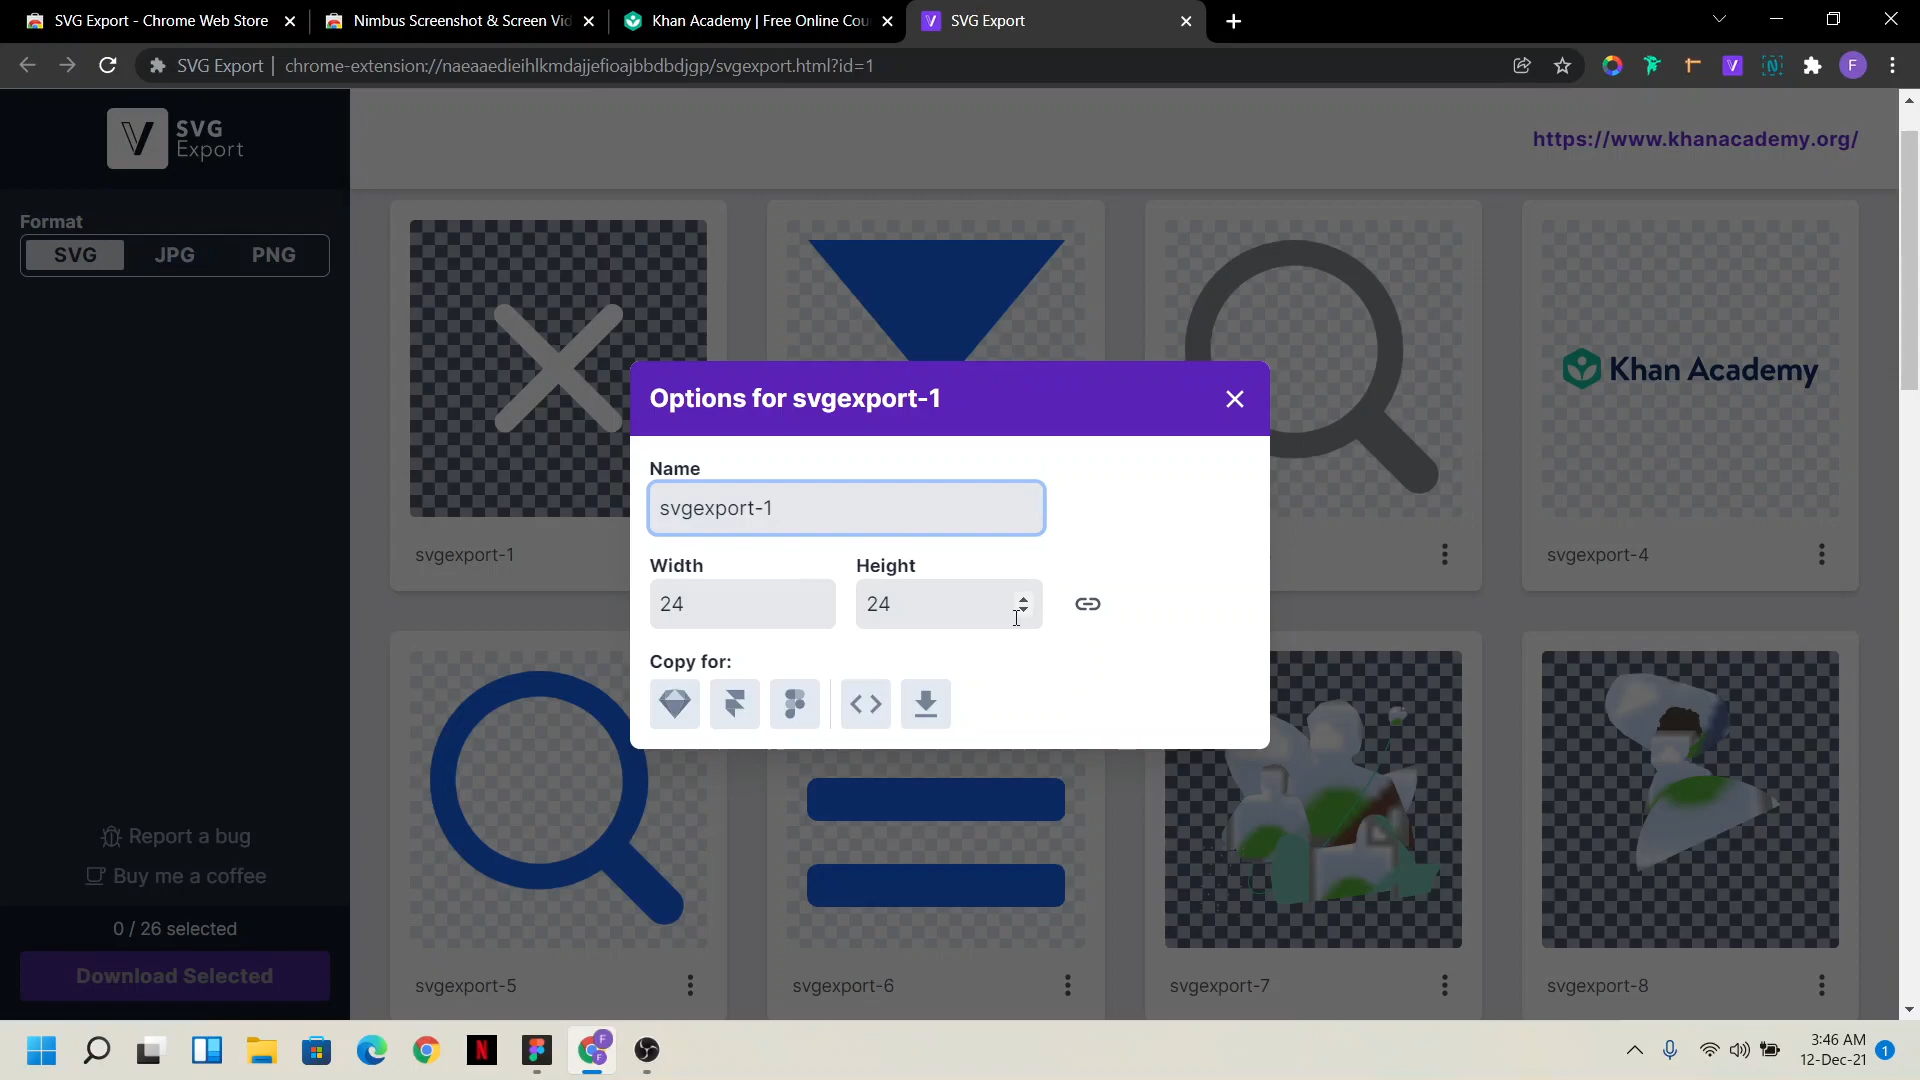 SVG Export - Chrome Web Store
Nimbus Screenshot & Screen Vid
Khan Academy | Free Online Cou
SVG Export
SVG Export | chrome-extension://naeaaedieihlkmdajjefioajbbdbdjgp/svgexport.html?id=1
F
SVG
Export
https://www.khanacademy.org/
Format
SVG JPG PNG
Khan Academy
Options for svgexport-1
Name
svgexport-1
svgexport-1
svgexport-4
Width Height
24 24
Copy for:
Report a bug
Buy me a coffee
0 / 26 selected
Download Selected
svgexport-5
svgexport-6
svgexport-7
svgexport-8
3:46 AM
12-Dec-21
1